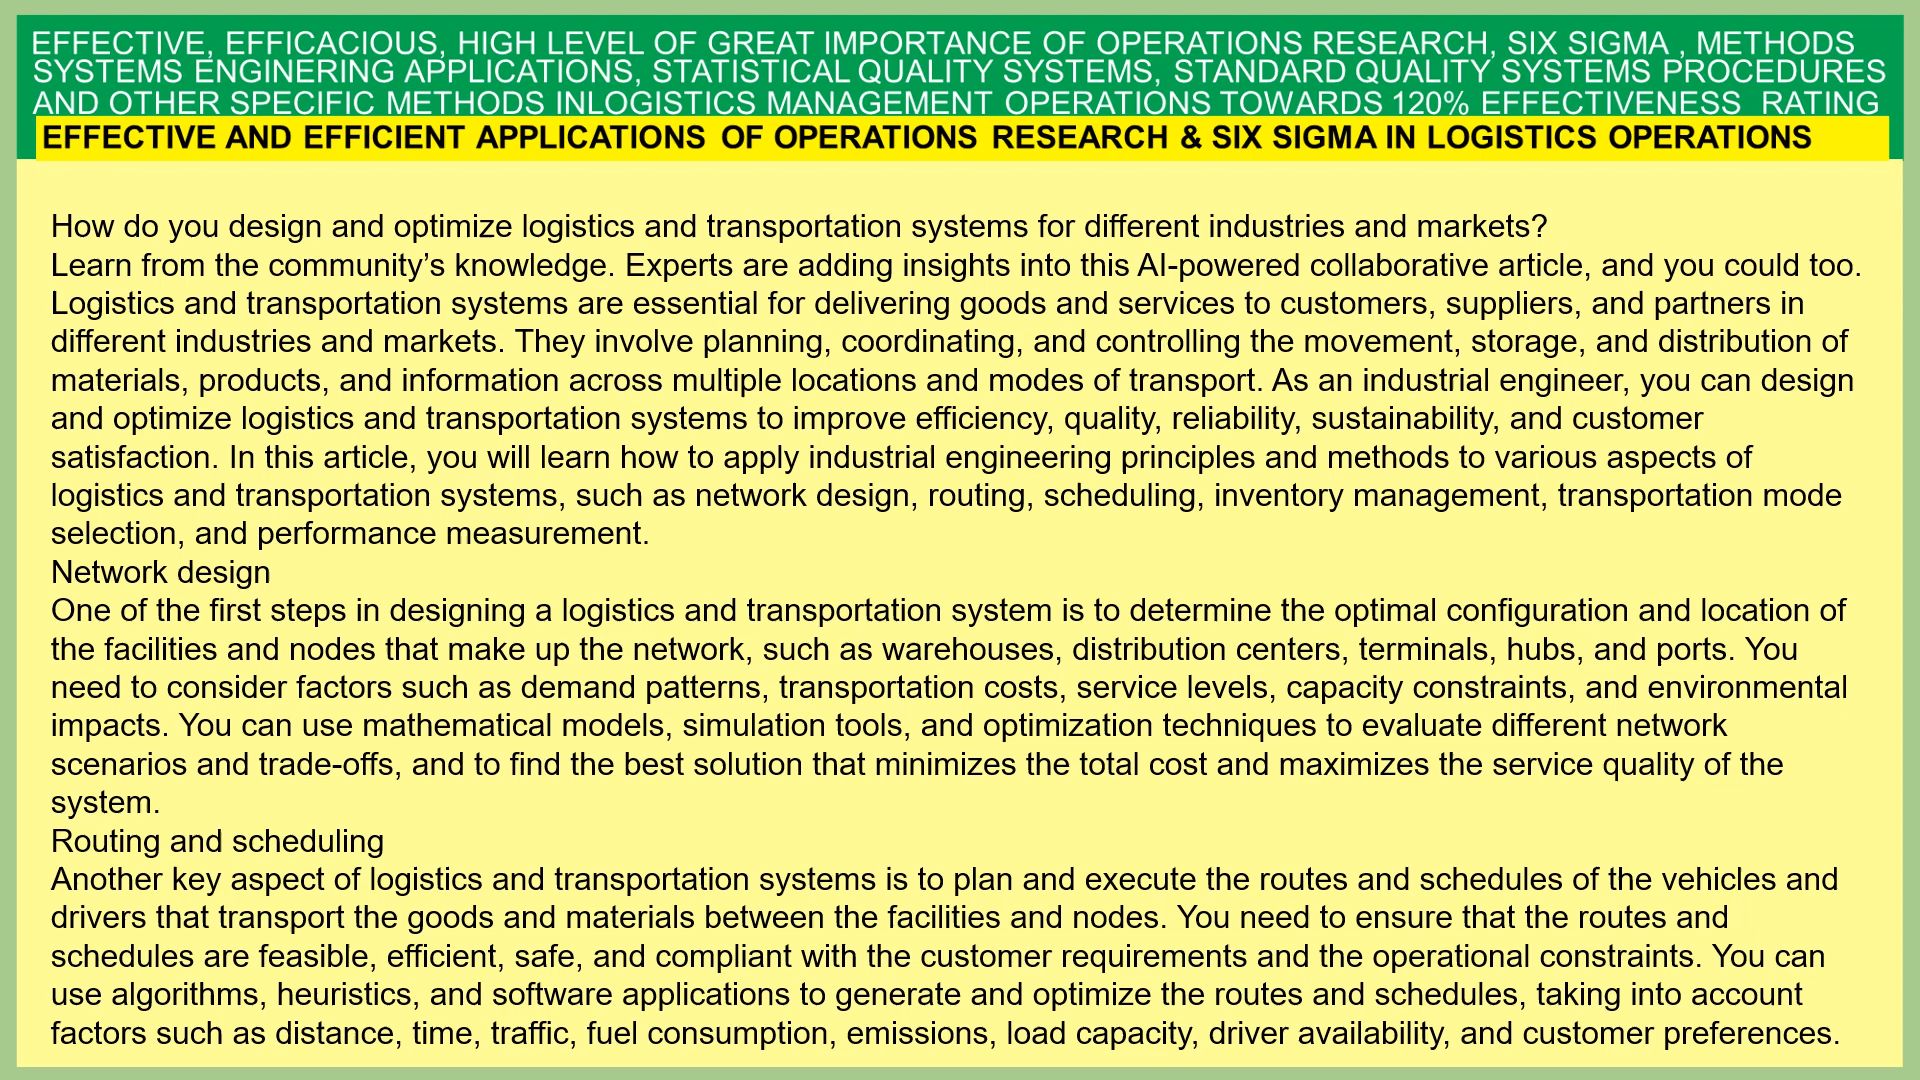 EFFECTIVE, EFFICACIOUS, HIGH LEVEL OF GREAT IMPORTANCE OF OPERATIONS RESEARCH, SIX SIGMA , METHODS
SYSTEMS ENGINERING APPLICATIONS, STATISTICAL QUALITY SYSTEMS, STANDARD QUALITY SYSTEMS PROCEDURES
AND OTHER SPECIFIC METHODS INLOGISTICS MANAGEMENT OPERATIONS TOWARDS 120% EFFECTIVENESS RATING
EFFECTIVE AND EFFICIENT APPLICATIONS OF OPERATIONS RESEARCH & SIX SIGMA IN LOGISTICS OPERATIONS
How do you design and optimize logistics and transportation systems for different industries and markets?
Learn from the community’s knowledge. Experts are adding insights into this AI-powered collaborative article, and you could too.
Logistics and transportation systems are essential for delivering goods and services to customers, suppliers, and partners in
different industries and markets. They involve planning, coordinating, and controlling the movement, storage, and distribution of
materials, products, and information across multiple locations and modes of transport. As an industrial engineer, you can design
and optimize logistics and transportation systems to improve efficiency, quality, reliability, sustainability, and customer
satisfaction. In this article, you will learn how to apply industrial engineering principles and methods to various aspects of
logistics and transportation systems, such as network design, routing, scheduling, inventory management, transportation mode
selection, and performance measurement.
Network design
One of the first steps in designing a logistics and transportation system is to determine the optimal configuration and location of
the facilities and nodes that make up the network, such as warehouses, distribution centers, terminals, hubs, and ports. You
need to consider factors such as demand patterns, transportation costs, service levels, capacity constraints, and environmental
impacts. You can use mathematical models, simulation tools, and optimization techniques to evaluate different network
scenarios and trade-offs, and to find the best solution that minimizes the total cost and maximizes the service quality of the
system.
Routing and scheduling
Another key aspect of logistics and transportation systems is to plan and execute the routes and schedules of the vehicles and
drivers that transport the goods and materials between the facilities and nodes. You need to ensure that the routes and
schedules are feasible, efficient, safe, and compliant with the customer requirements and the operational constraints. You can
use algorithms, heuristics, and software applications to generate and optimize the routes and schedules, taking into account
factors such as distance, time, traffic, fuel consumption, emissions, load capacity, driver availability, and customer preferences.